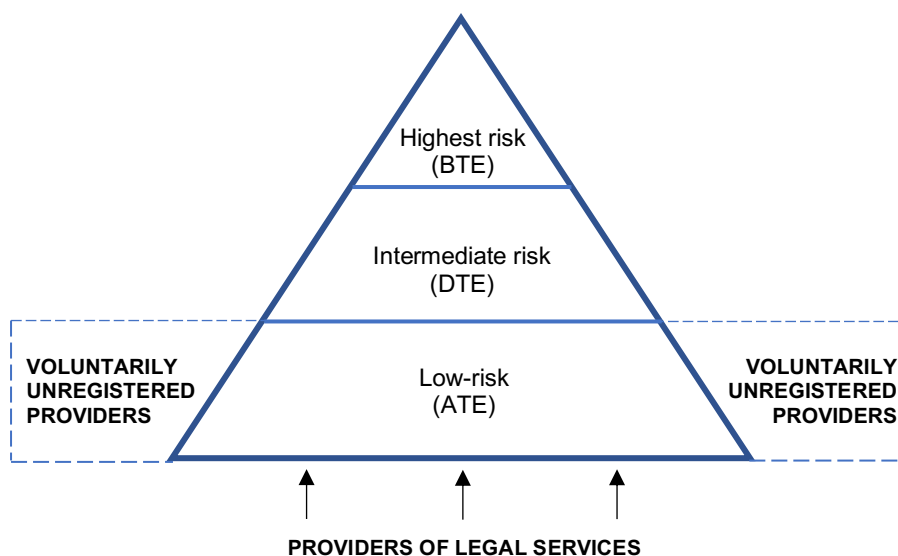 Highest risk
(BTE)
Intermediate risk
(DTE)
VOLUNTARILY
UNREGISTERED
PROVIDERS
Low-risk
(ATE)
VOLUNTARILY
UNREGISTERED
PROVIDERS
PROVIDERS OF LEGAL SERVICES